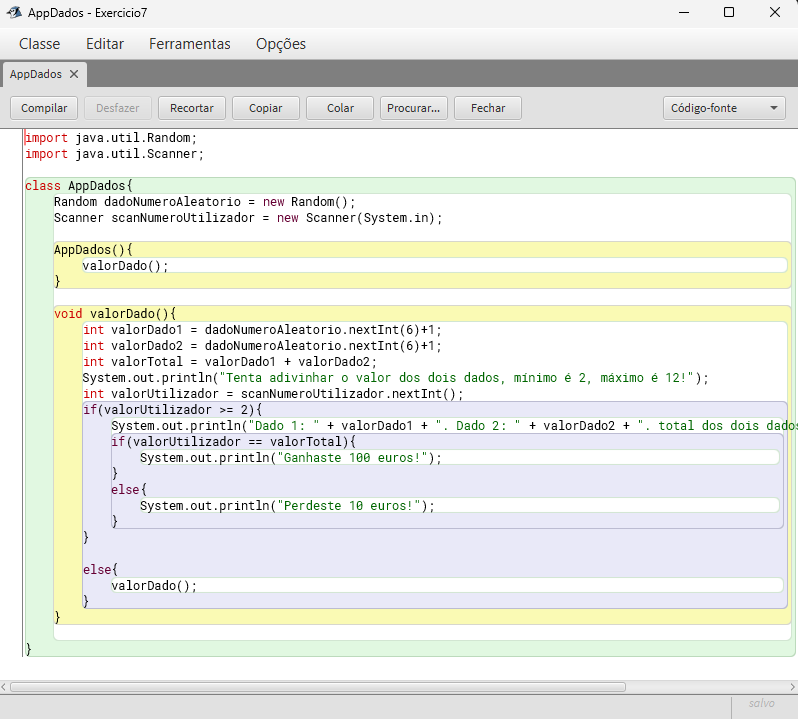 AppDados - Exercicio7
Classe Editar Ferramentas Opções
AppDados
Compilar Desfazer Recortar Copiar Colar Procurar... Fechar Código-fonte
import java.util.Random;
import java.util.Scanner;
class AppDados{
Random dadoNumeroAleatorio = new Random();
Scanner scanNumeroUtilizador = new Scanner(System.in);
AppDados(){
valorDado();
}
void valorDado(){
int valorDado1 = dadoNumeroAleatorio.nextInt(6)+1;
int valorDado2 = dadoNumeroAleatorio.nextInt(6)+1;
int valorTotal = valorDado1 + valorDado2;
System.out.println("Tenta adivinhar o valor dos dois dados, mínimo é 2, máximo é 12!");
int valorUtilizador = scanNumeroUtilizador.nextInt();
if(valorUtilizador >= 2){
System.out.println("Dado 1: " + valorDado1 + ". Dado 2: " + valorDado2 + ". total dos dois dados
if(valorUtilizador == valorTotal){
System.out.println("Ganhaste 100 euros!");
}
else{
System.out.println("Perdeste 10 euros!");
}
}
else{
valorDado();
}
}
}
salvo